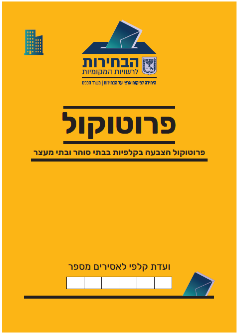 הבחירות
לרשויות המקומיות
פרוטוקול
פרוטוקול הצבעה בקלפיות בבתי סוהר ובתי מעצר
ועדת קלפי לאסירים מספר